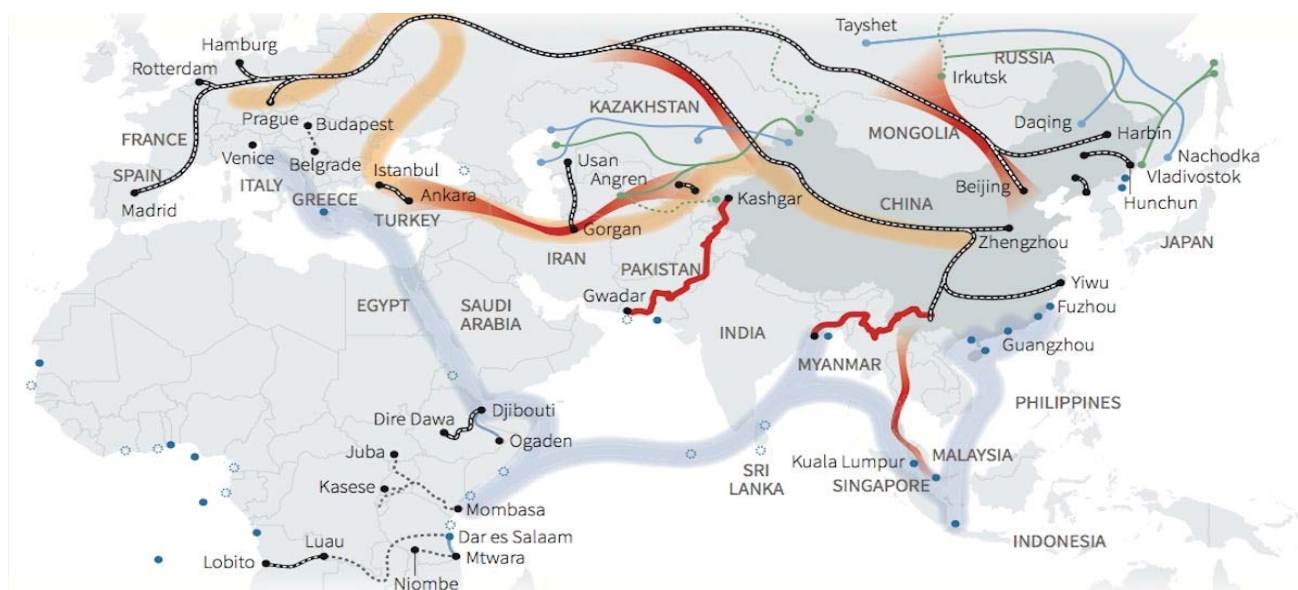 Tayshet
Hamburg
Rotterdam
RUSSIA
Irkutsk
KAZAKHSTAN
Prague
Budapest
FRANCE
MONGOLIA
Daqing
Harbin
Venice
Belgrade
Usan
Nachodka
SPAIN
ITALY
Istanbul
Angren
Vladivostok
Beijing
GREECE
Ankara
Kashgar
CHINA
Hunchun
Madrid
TURKEY
Gorgan
Zhengzhou
JAPAN
IRAN
PAKISTAN
Yiwu
Gwadar
EGYPT
SAUDI
ARABIA
Fuzhou
INDIA
Guangzhou
MYANMAR
PHILIPPINES
Djibouti
Dire Dawa
Ogaden
Juba
MALAYSIA
Kuala Lumpur
SRI
LANKA
Kasese
SINGAPORE
Mombasa
Dar es Salaam
INDONESIA
Luau
Lobito
Mtwara
Niombe